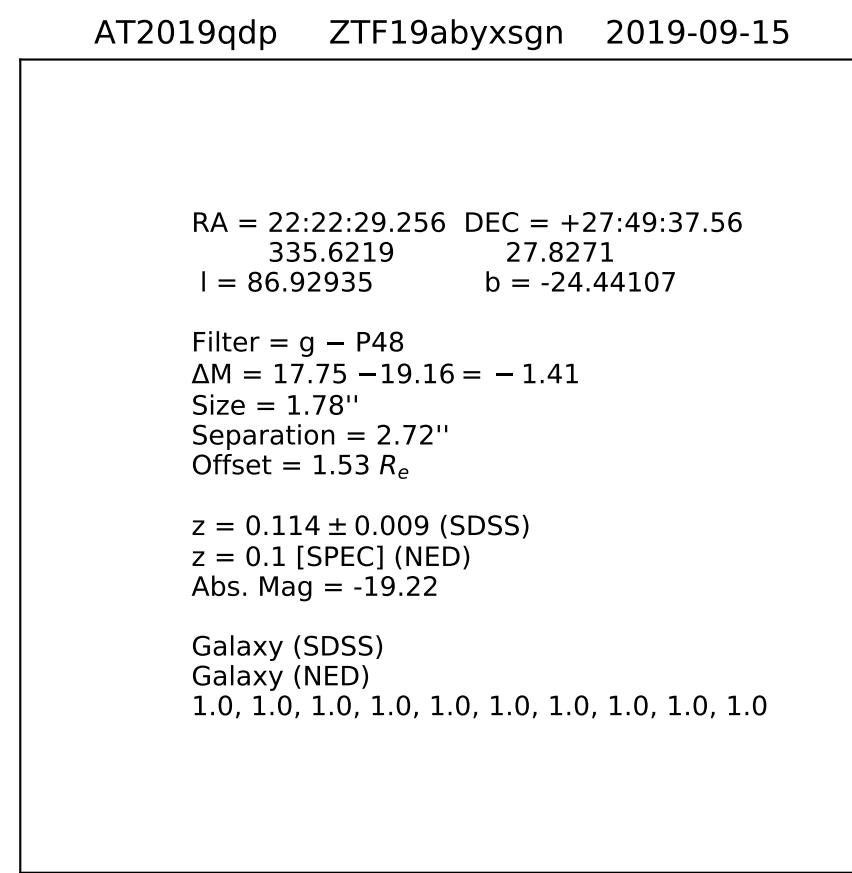 AT2019qdp ZTF19abyxsgn 2019-09-15
RA = 22:22:29.256 DEC = +27:49:37.56
335.6219 27.8271
l = 86.92935 b = -24.44107
Filter = g − P48
ΔM = 17.75 −19.16 = − 1.41
Size = 1.78''
Separation = 2.72''
Offset = 1.53 Re
z = 0.114 ± 0.009 (SDSS)
z = 0.1 [SPEC] (NED)
Abs. Mag = -19.22
Galaxy (SDSS)
Galaxy (NED)
1.0, 1.0, 1.0, 1.0, 1.0, 1.0, 1.0, 1.0, 1.0, 1.0